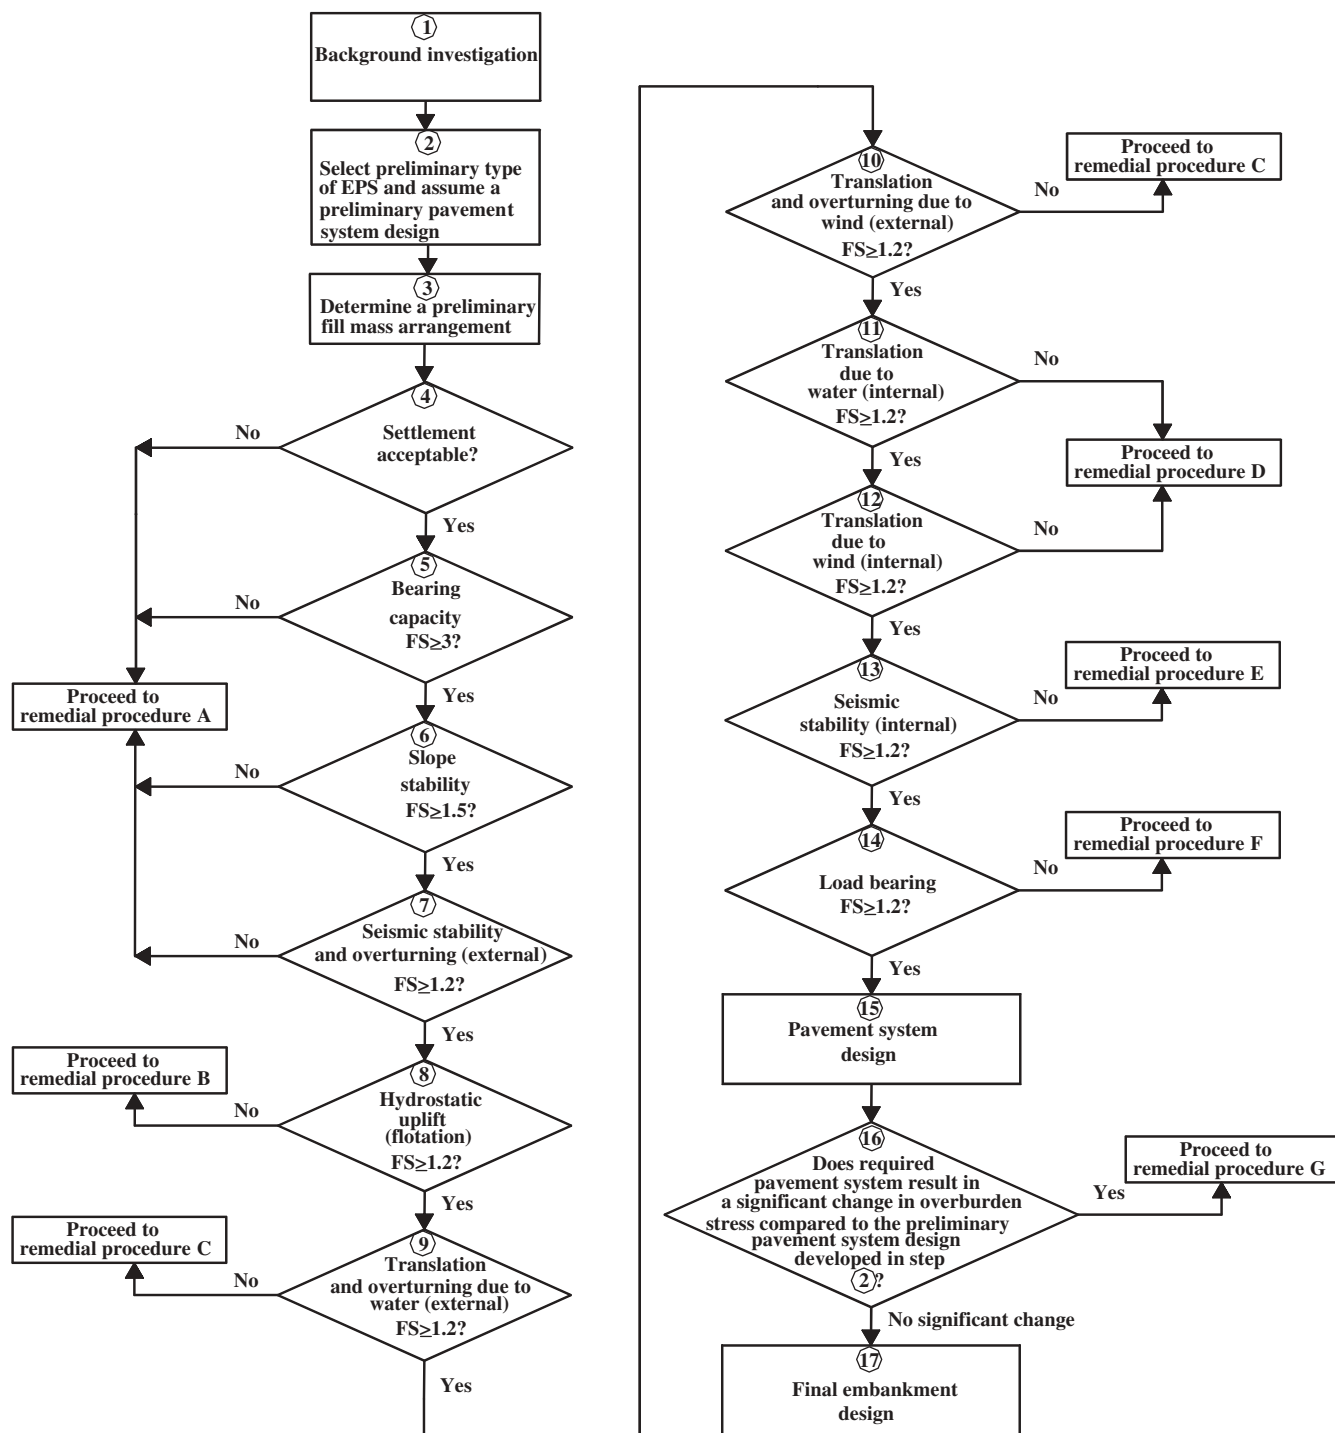 1
Background investigation
2
Select preliminary type
of EPS and assume a
preliminary pavement
system design
3
Determine a preliminary
fill mass arrangement
4
Settlement
acceptable?
No
Yes
5
Bearing
capacity
FS≥3?
No
Yes
Proceed to
remedial procedure A
6
Slope
stability
FS≥1.5?
No
Yes
7
Seismic stability
and overturning (external)
FS≥1.2?
No
Yes
Proceed to
remedial procedure B
8
Hydrostatic
uplift
(flotation)
FS≥1.2?
No
Yes
Proceed to
remedial procedure C
9
Translation
and overturning due to
water (external)
FS≥1.2?
No
Yes
10
Translation
and overturning due to
wind (external)
FS≥1.2?
No
Proceed to
remedial procedure C
Yes
11
Translation
due to
water (internal)
FS≥1.2?
No
Yes
Proceed to
remedial procedure D
12
Translation
due to
wind (internal)
FS≥1.2?
No
Yes
13
Seismic
stability (internal)
FS≥1.2?
No
Proceed to
remedial procedure E
Yes
14
Load bearing
FS≥1.2?
No
Proceed to
remedial procedure F
Yes
15
Pavement system
design
16
Does required
pavement system result in
a significant change in overburden
stress compared to the preliminary
pavement system design
developed in step
2?
Yes
Proceed to
remedial procedure G
No significant change
17
Final embankment
design